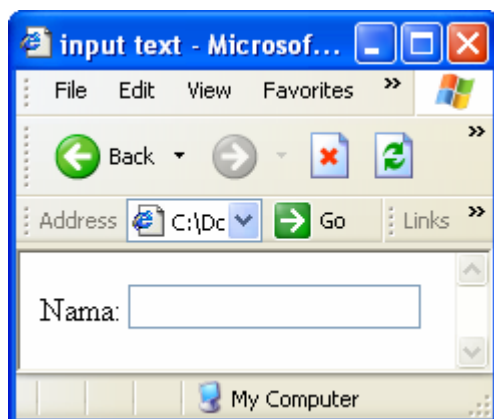 input text - Microsof...
File Edit View Favorites »
Back »
Address C:\Dc Go Links »
Nama:
My Computer